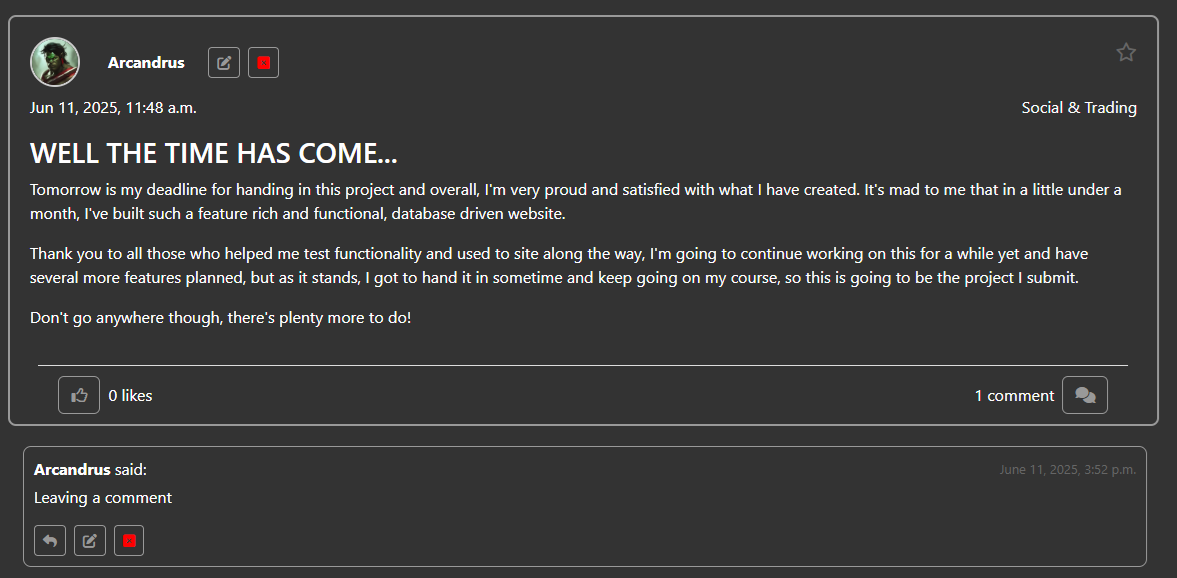 Arcandrus
Jun 11, 2025, 11:48 a.m.
Social & Trading
WELL THE TIME HAS COME...
Tomorrow is my deadline for handing in this project and overall, I'm very proud and satisfied with what I have created. It's mad to me that in a little under a
month, I've built such a feature rich and functional, database driven website.
Thank you to all those who helped me test functionality and used to site along the way, I'm going to continue working on this for a while yet and have
several more features planned, but as it stands, I got to hand it in sometime and keep going on my course, so this is going to be the project I submit.
Don't go anywhere though, there's plenty more to do!
0 likes
1 comment
Arcandrus said:
June 11, 2025, 3:52 p.m.
Leaving a comment